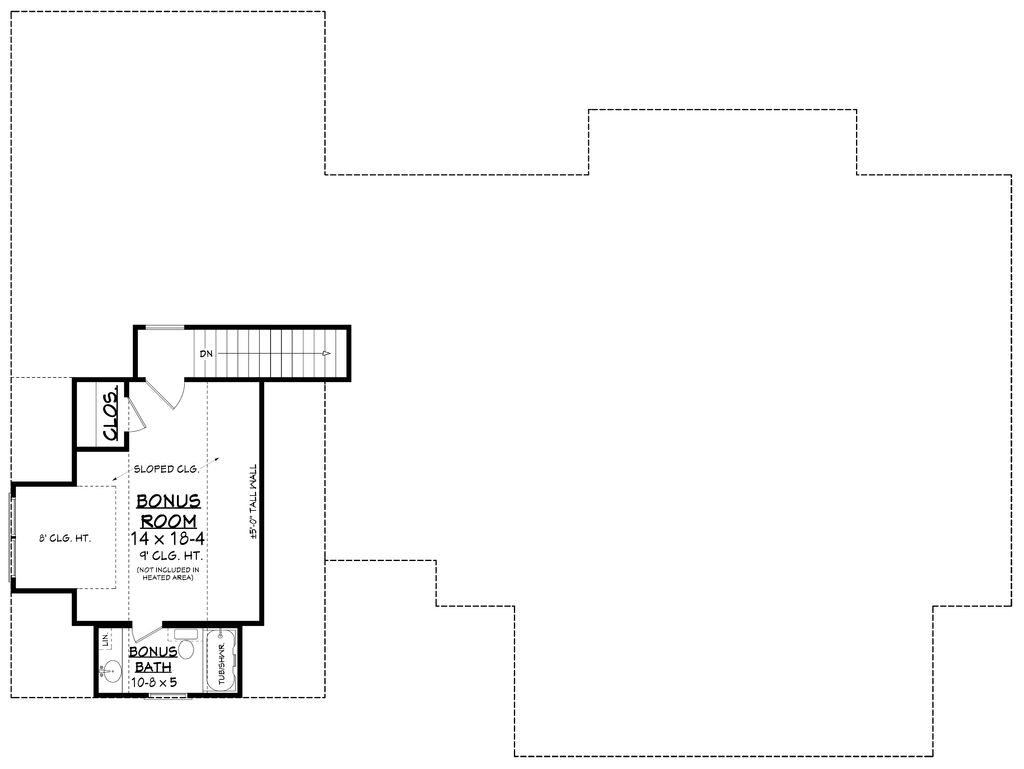 DN
CLOS.
SLOPED CLG.
BONUS
ROOM
14 x 18-4
9' CLG. HT.
(NOT INCLUDED IN
HEATED AREA)
8' CLG. HT.
±5'-0" TALL WALL
LIN.
BONUS
BATH
10-8 x 5
TUB/SHWR.